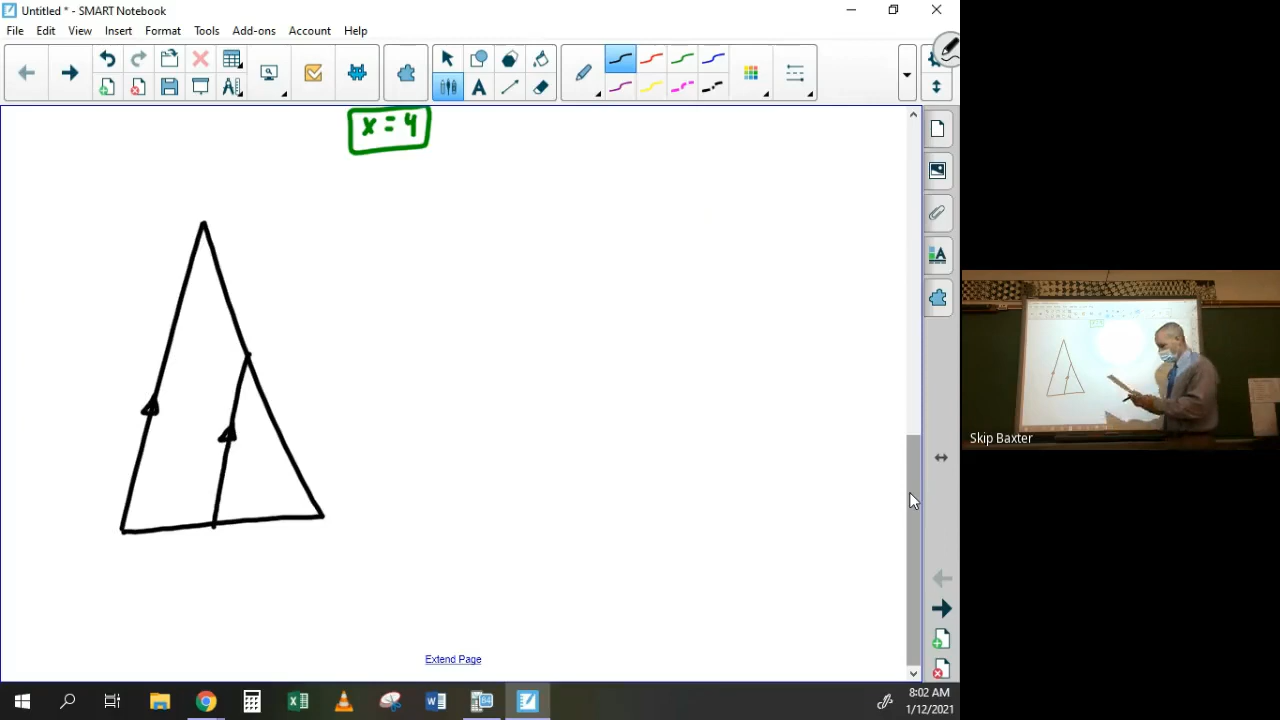 Untitled * - SMART Notebook
File Edit View Insert Format Tools Add-ons Account Help
x = 4
Skip Baxter
Extend Page
8:02 AM
1/12/2021